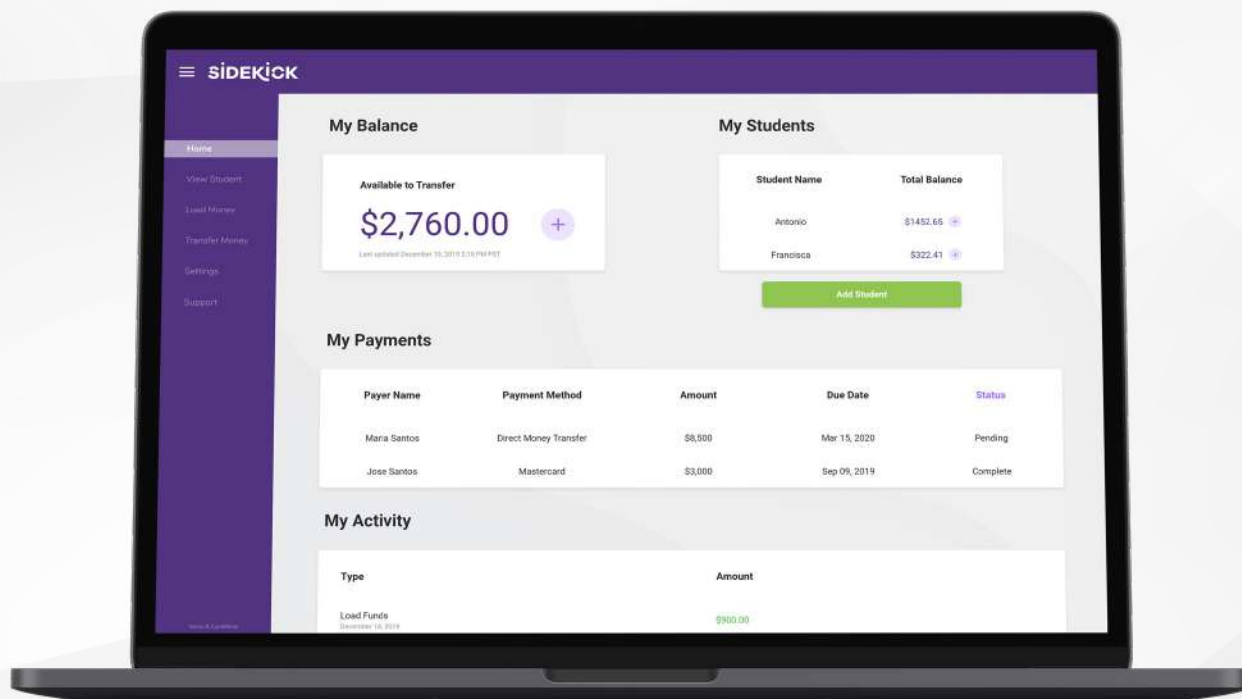 SIDEKICK
Home
View Student
Load Money
Transfer Money
Settings
Support
My Balance
Available to Transfer
$2,760.00 +
My Students
Student Name Total Balance
Antonio $1452.65 +
Francisca $322.41 +
Add Student
My Payments
Payer Name Payment Method Amount Due Date Status
Maria Santos Direct Money Transfer $8,500 Mar 15, 2020 Pending
Jose Santos Mastercard $3,000 Sep 09, 2019 Complete
My Activity
Type Amount
Load Funds $900.00